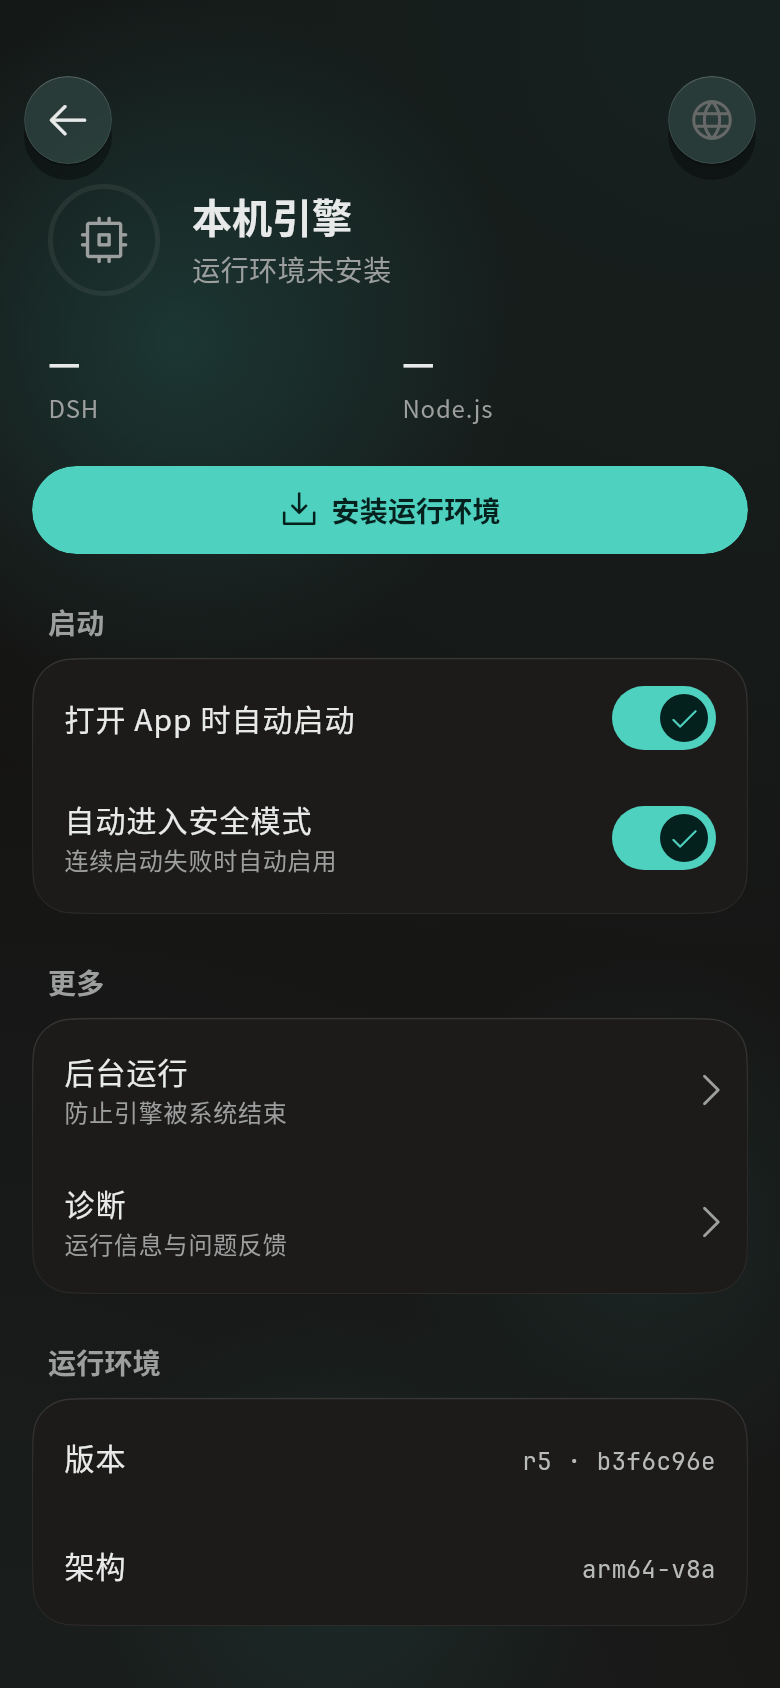 本机引擎
运行环境未安装
— —
DSH Node.js
安装运行环境
启动
打开 App 时自动启动
自动进入安全模式
连续启动失败时自动启用
更多
后台运行
防止引擎被系统结束
诊断
运行信息与问题反馈
运行环境
版本 r5 · b3f6c96e
架构 arm64-v8a